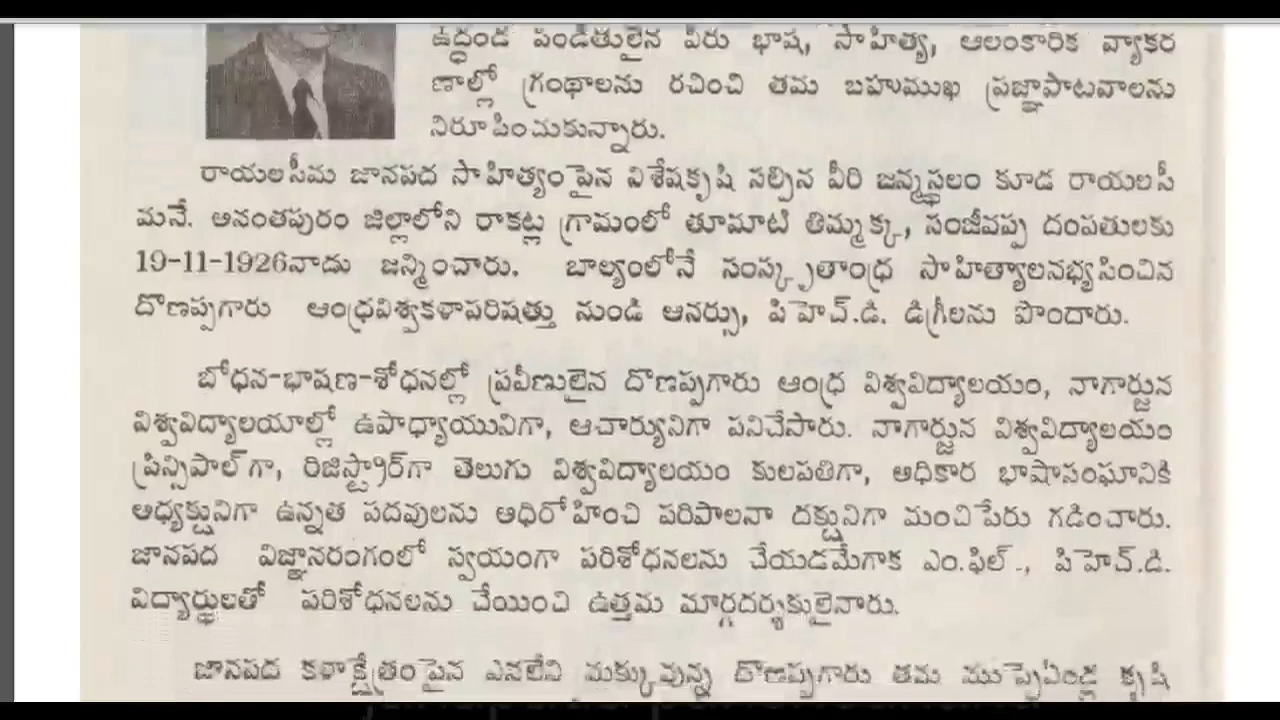 ఉద్ధండ పండితులైన వీరు భాష, సాహిత్య, ఆలంకారిక వ్యాకర
ణాల్లో గ్రంథాలను రచించి తమ బహుముఖ ప్రజ్ఞాపాటవాలను
నిరూపించుకున్నారు.
రాయలసీమ జానపద సాహిత్యంపైన విశేషకృషి సల్పిన వీరి జన్మస్థలం కూడ రాయలసీ
మనే. అనంతపురం జిల్లాలోని రాకట్ల గ్రామంలో తూమాటి తిమ్మక్క, సంజీవప్ప దంపతులకు
19-11-1926నాడు జన్మించారు. బాల్యంలోనే సంస్కృతాంధ్ర సాహిత్యాలనభ్యసించిన
దొణప్పగారు ఆంధ్రవిశ్వకళాపరిషత్తు నుండి ఆనర్సు, పిహెచ్.డి. డిగ్రీలను పొందారు.
బోధన-భాషణ-శోధనల్లో ప్రవీణులైన దొణప్పగారు ఆంధ్ర విశ్వవిద్యాలయం, నాగార్జున
విశ్వవిద్యాలయాల్లో ఉపాధ్యాయునిగా, ఆచార్యునిగా పనిచేసారు. నాగార్జున విశ్వవిద్యాలయం
ప్రిన్సిపాల్‌గా, రిజిస్ట్రార్‌గా తెలుగు విశ్వవిద్యాలయం కులపతిగా, అధికార భాషాసంఘానికి
అధ్యక్షునిగా ఉన్నత పదవులను అధిరోహించి పరిపాలనా దక్షునిగా మంచిపేరు గడించారు.
జానపద విజ్ఞానరంగంలో స్వయంగా పరిశోధనలను చేయడమేగాక ఎం.ఫిల్., పిహెచ్.డి.
విద్యార్థులతో పరిశోధనలను చేయించి ఉత్తమ మార్గదర్శకులైనారు.
జానపద కళాక్షేత్రంపైన ఎనలేని మక్కువున్న దొణప్పగారు తమ ముప్పైఏండ్ల కృషి